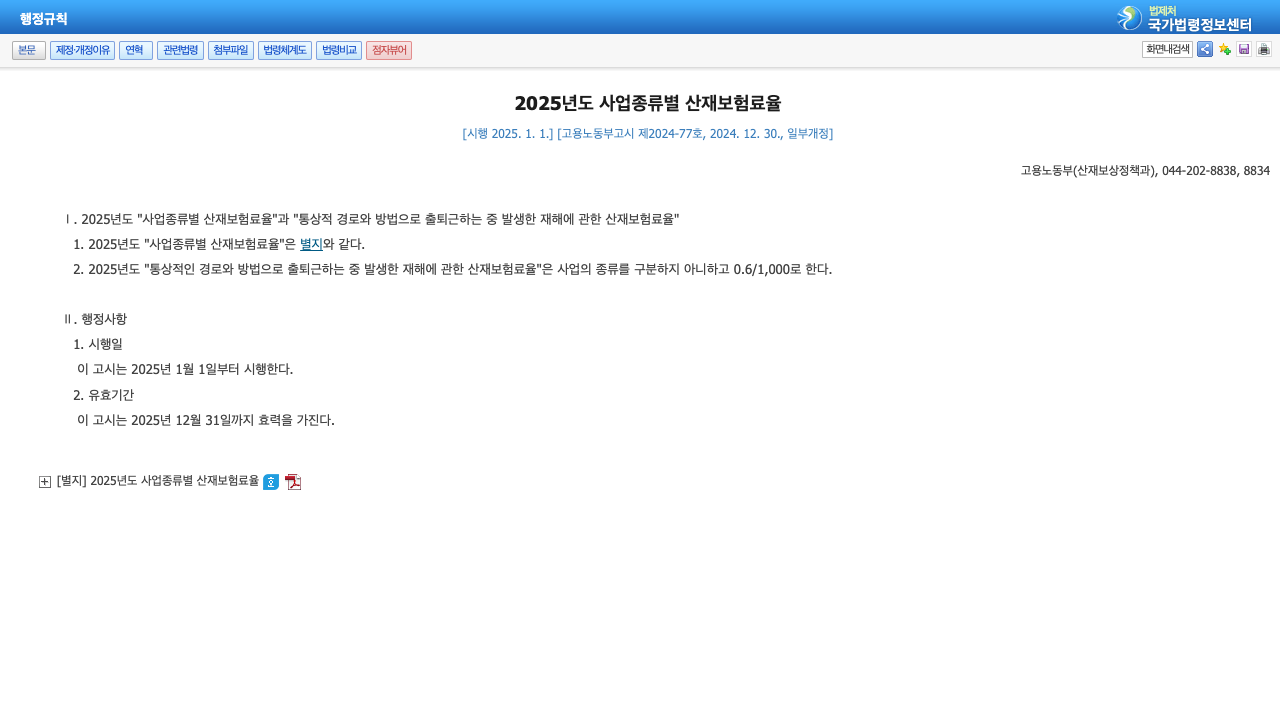 행정규칙
법제처
국가법령정보센터
본문 제정·개정이유 연혁 관련법령 첨부파일 법령체계도 법령비교 점자뷰어 화면내검색
2025년도 사업종류별 산재보험료율
[시행 2025. 1. 1.] [고용노동부고시 제2024-77호, 2024. 12. 30., 일부개정]
고용노동부(산재보상정책과), 044-202-8838, 8834
Ⅰ. 2025년도 "사업종류별 산재보험료율"과 "통상적 경로와 방법으로 출퇴근하는 중 발생한 재해에 관한 산재보험료율"
1. 2025년도 "사업종류별 산재보험료율"은 별지와 같다.
2. 2025년도 "통상적인 경로와 방법으로 출퇴근하는 중 발생한 재해에 관한 산재보험료율"은 사업의 종류를 구분하지 아니하고 0.6/1,000로 한다.
Ⅱ. 행정사항
1. 시행일
이 고시는 2025년 1월 1일부터 시행한다.
2. 유효기간
이 고시는 2025년 12월 31일까지 효력을 가진다.
[별지] 2025년도 사업종류별 산재보험료율